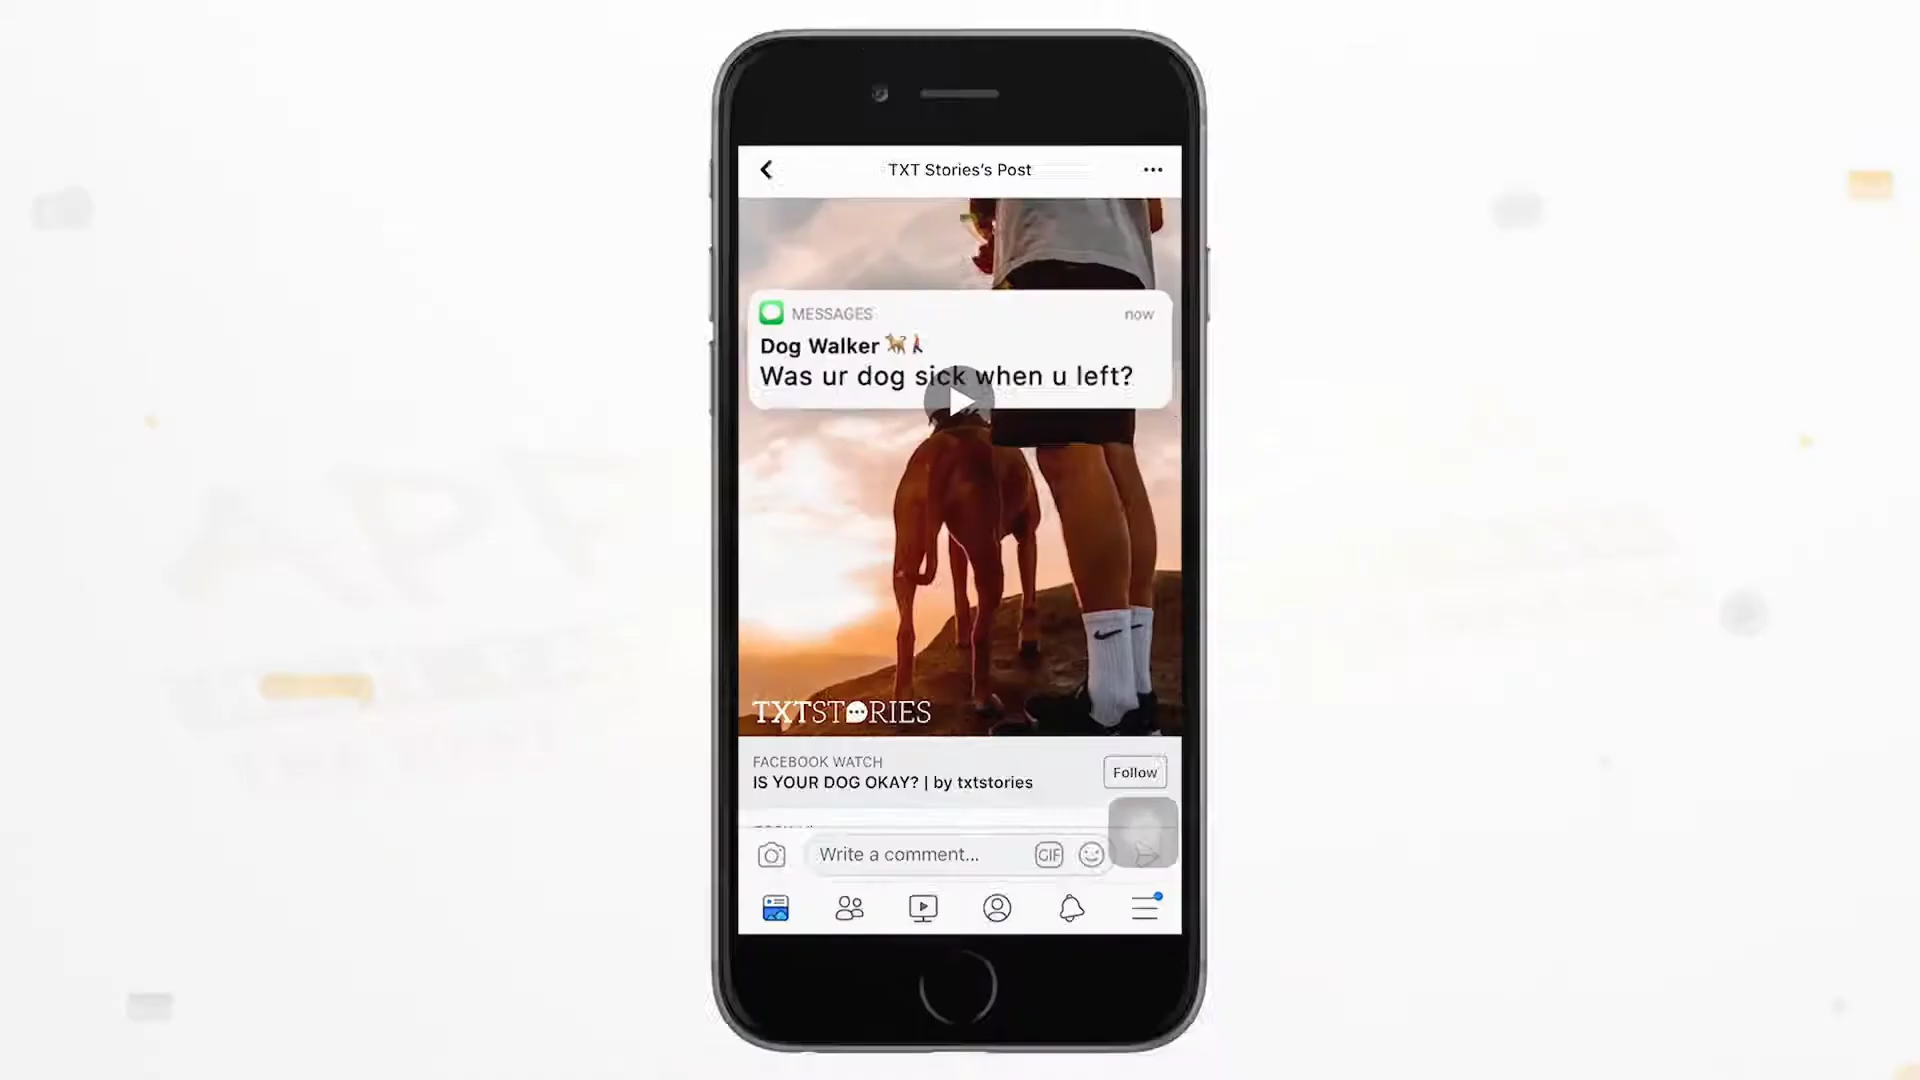 TXT Stories's Post
MESSAGES
now
Dog Walker
Was ur dog sick when u left?
TXTSTORIES
FACEBOOK WATCH
IS YOUR DOG OKAY? | by txtstories
Follow
Write a comment...
GIF